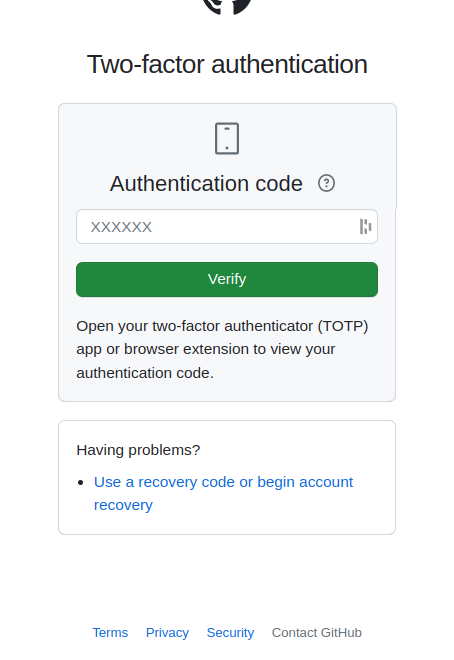 Two-factor authentication
Authentication code
XXXXXX
Verify
Open your two-factor authenticator (TOTP)
app or browser extension to view your
authentication code.
Having problems?
Use a recovery code or begin account
recovery
Terms Privacy Security Contact GitHub